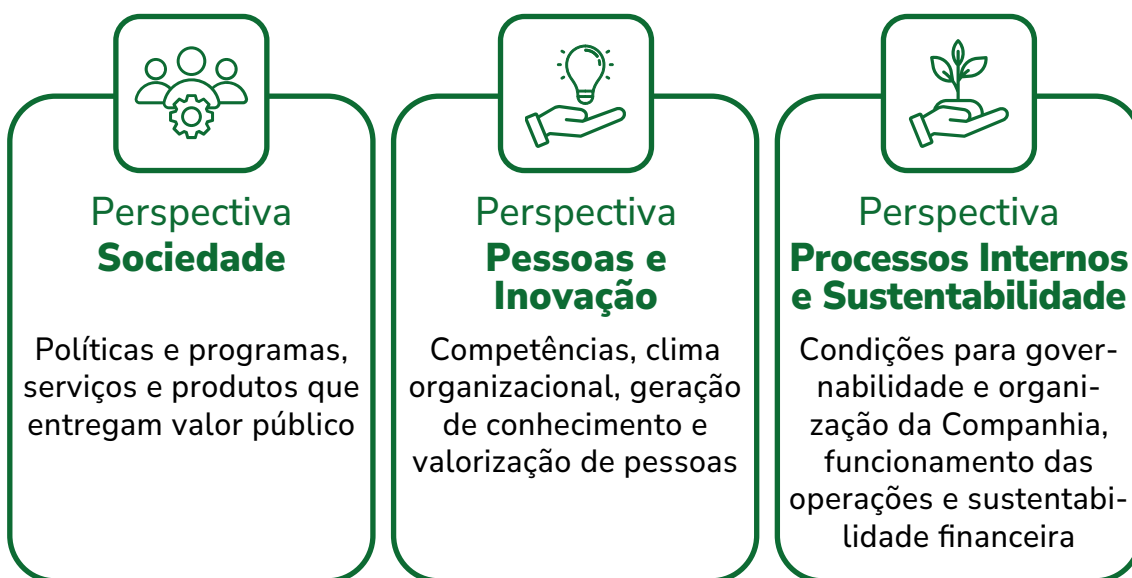 Perspectiva
Sociedade
Políticas e programas,
serviços e produtos que
entregam valor público
Perspectiva
Pessoas e
Inovação
Competências, clima
organizacional, geração
de conhecimento e
valorização de pessoas
Perspectiva
Processos Internos
e Sustentabilidade
Condições para gover-
nabilidade e organi-
zação da Companhia,
funcionamento das
operações e sustentabi-
lidade financeira